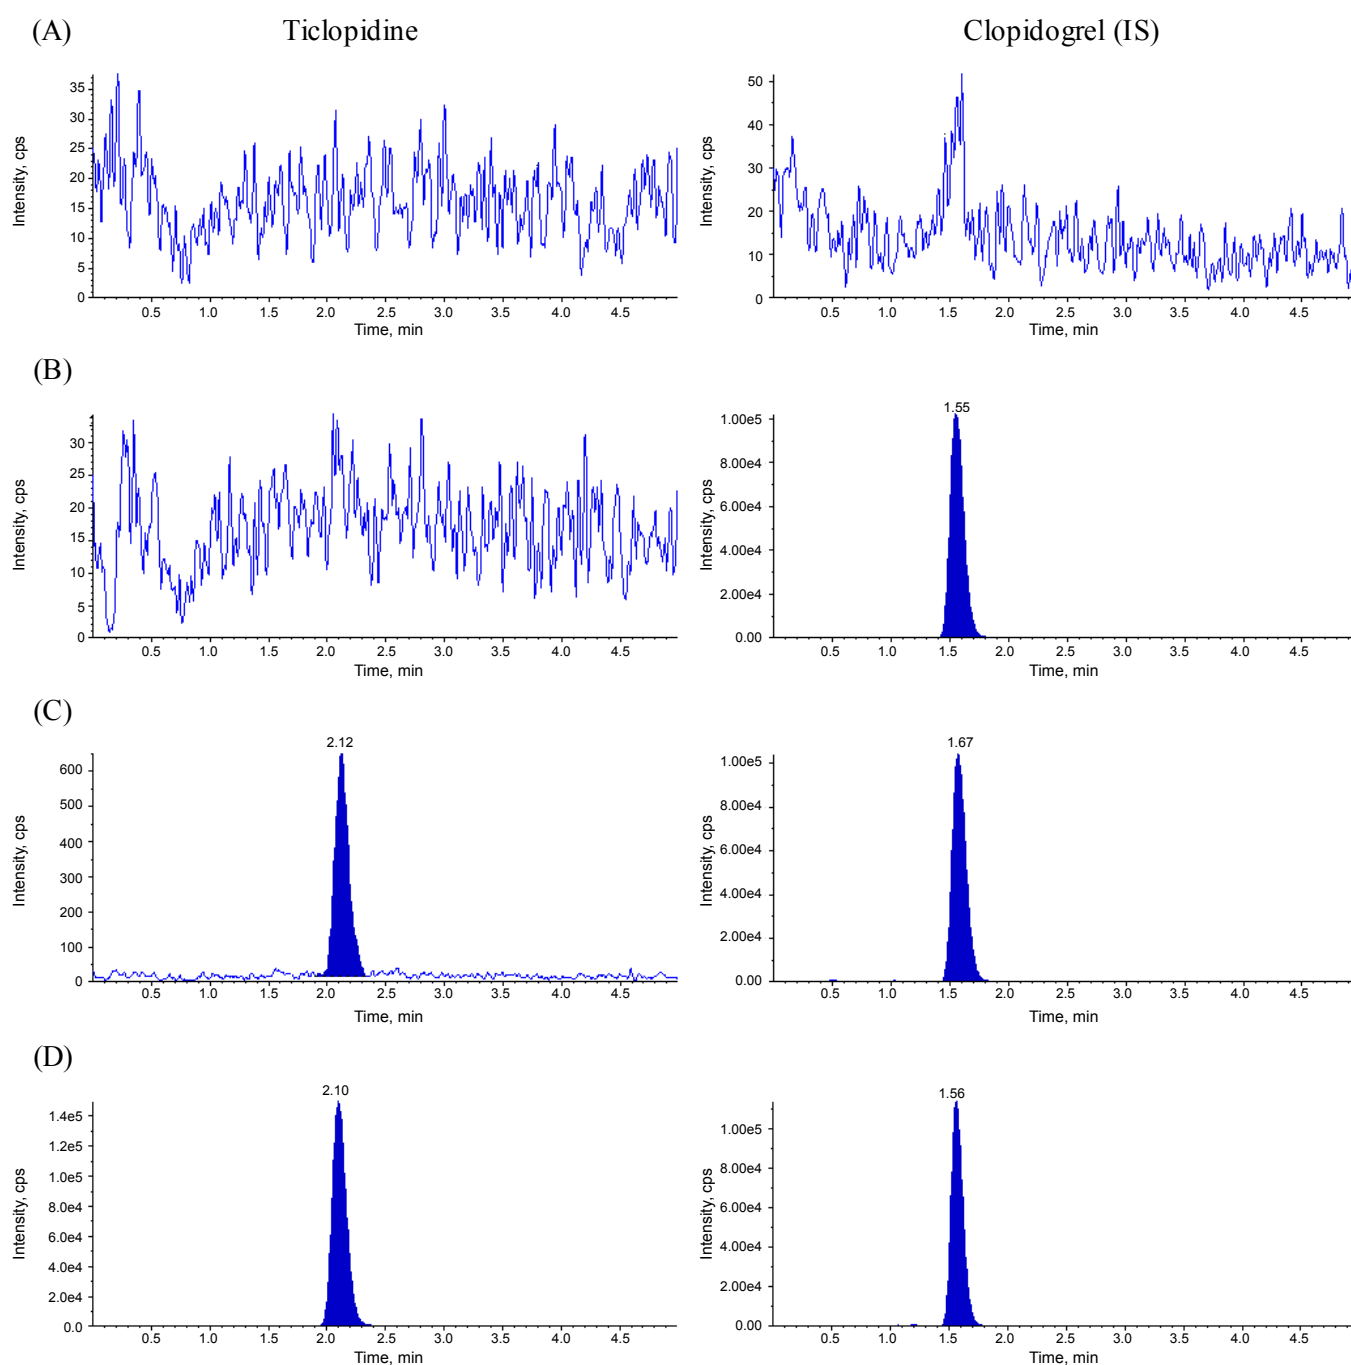 (A)
Ticlopidine
Clopidogrel (IS)
Intensity, cps
35
30
25
20
15
10
5
0
0.5 1.0 1.5 2.0 2.5 3.0 3.5 4.0 4.5
Time, min
Intensity, cps
50
40
30
20
10
0
0.5 1.0 1.5 2.0 2.5 3.0 3.5 4.0 4.5
Time, min
(B)
Intensity, cps
30
25
20
15
10
5
0
0.5 1.0 1.5 2.0 2.5 3.0 3.5 4.0 4.5
Time, min
1.55
Intensity, cps
1.00e5
8.00e4
6.00e4
4.00e4
2.00e4
0.00
0.5 1.0 1.5 2.0 2.5 3.0 3.5 4.0 4.5
Time, min
(C)
2.12
Intensity, cps
600
500
400
300
200
100
0
0.5 1.0 1.5 2.0 2.5 3.0 3.5 4.0 4.5
Time, min
1.67
Intensity, cps
1.00e5
8.00e4
6.00e4
4.00e4
2.00e4
0.00
0.5 1.0 1.5 2.0 2.5 3.0 3.5 4.0 4.5
Time, min
(D)
2.10
Intensity, cps
1.4e5
1.2e5
1.0e5
8.0e4
6.0e4
4.0e4
2.0e4
0.0
0.5 1.0 1.5 2.0 2.5 3.0 3.5 4.0 4.5
Time, min
1.56
Intensity, cps
1.00e5
8.00e4
6.00e4
4.00e4
2.00e4
0.00
0.5 1.0 1.5 2.0 2.5 3.0 3.5 4.0 4.5
Time, min